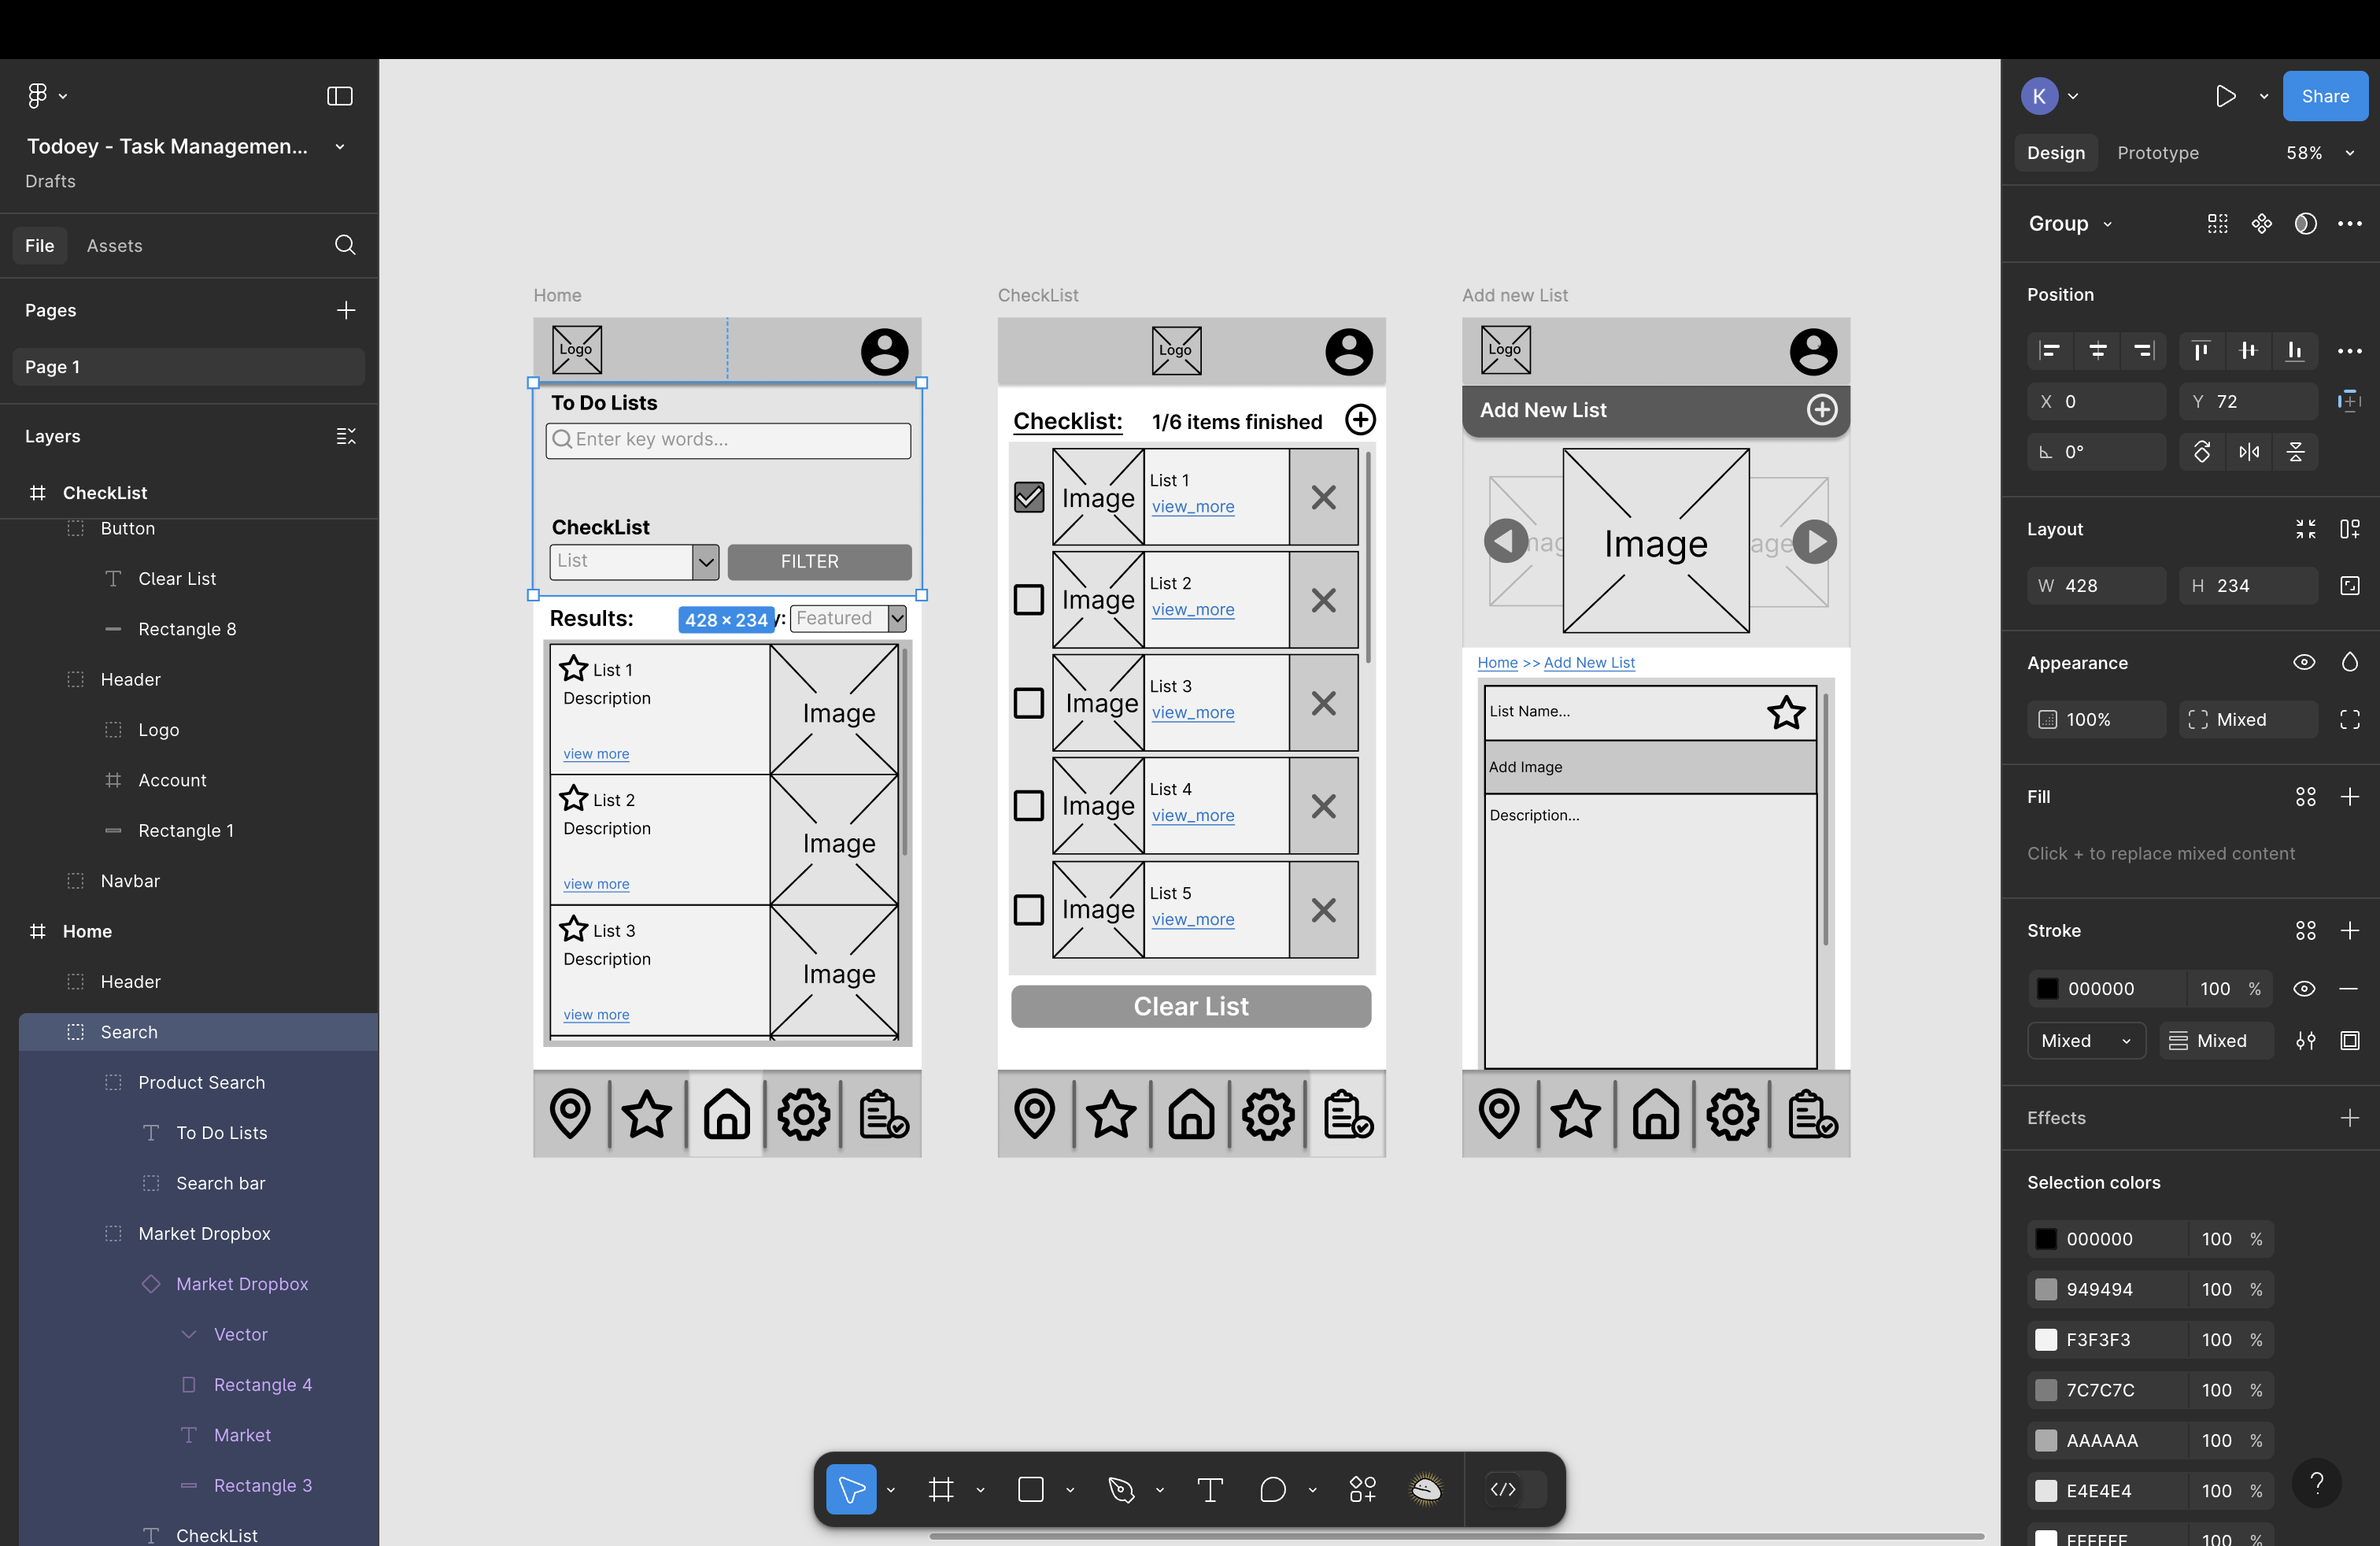 Todoey - Task Managemen...
Drafts
File Assets
Pages
Page 1
Layers
CheckList
Button
Clear List
Rectangle 8
Header
Logo
Account
Rectangle 1
Navbar
Home
Header
Search
Product Search
To Do Lists
Search bar
Market Dropbox
Market Dropbox
Vector
Rectangle 4
Market
Rectangle 3
CheckList
Home
Logo
To Do Lists
Enter key words...
CheckList
List
FILTER
Results: 428 × 234 y: Featured
List 1
Description
view more
Image
List 2
Description
view more
Image
List 3
Description
view more
Image
CheckList
Logo
Checklist: 1/6 items finished
Image
List 1
view_more
Image
List 2
view_more
Image
List 3
view_more
Image
List 4
view_more
Image
List 5
view_more
Clear List
Add new List
Logo
Add New List
nag Image age
Home >> Add New List
List Name...
Add Image
Description...
K
Share
Design Prototype 58%
Group
Position
X 0 Y 72
0°
Layout
W 428 H 234
Appearance
100% Mixed
Fill
Click + to replace mixed content
Stroke
000000 100 %
Mixed Mixed
Effects
Selection colors
000000 100 %
949494 100 %
F3F3F3 100 %
7C7C7C 100 %
AAAAAA 100 %
E4E4E4 100 %
FFFFFF 100 %
?